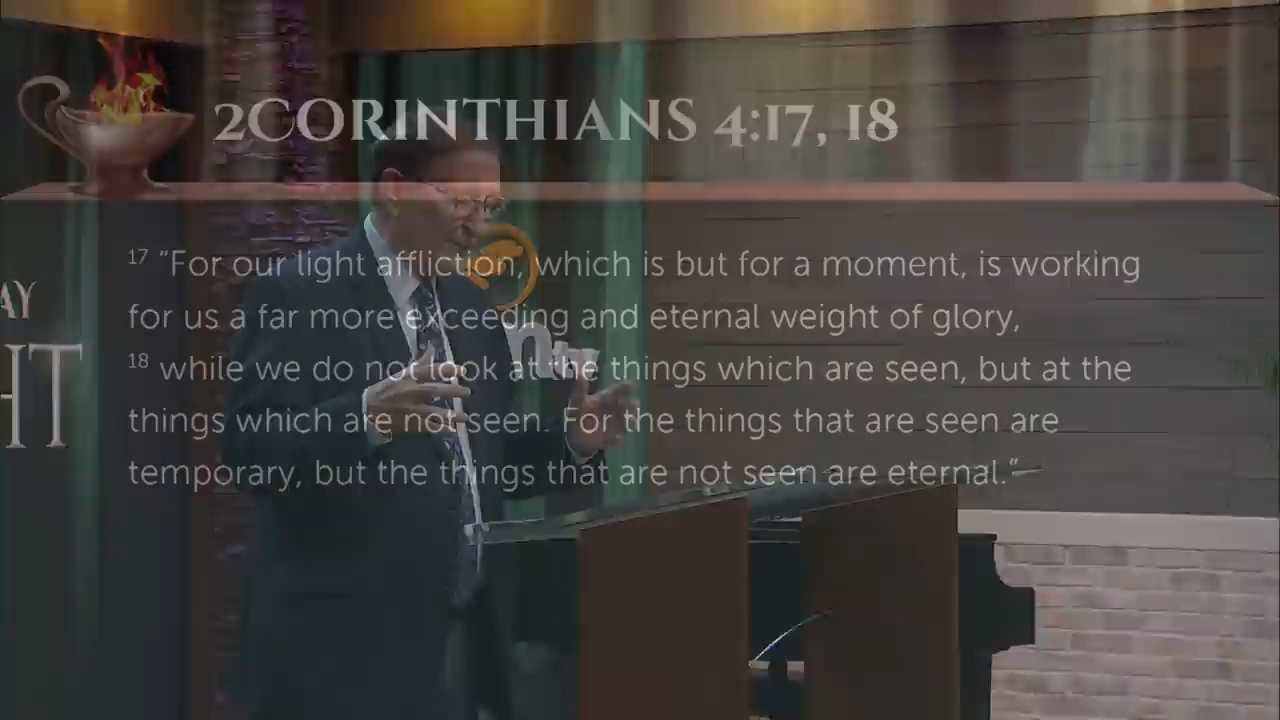 2CORINTHIANS 4:17, 18
17 “For our light affliction, which is but for a moment, is working
for us a far more exceeding and eternal weight of glory,
18 while we do not look at the things which are seen, but at the
things which are not seen. For the things that are seen are
temporary, but the things that are not seen are eternal.”
AY
HT